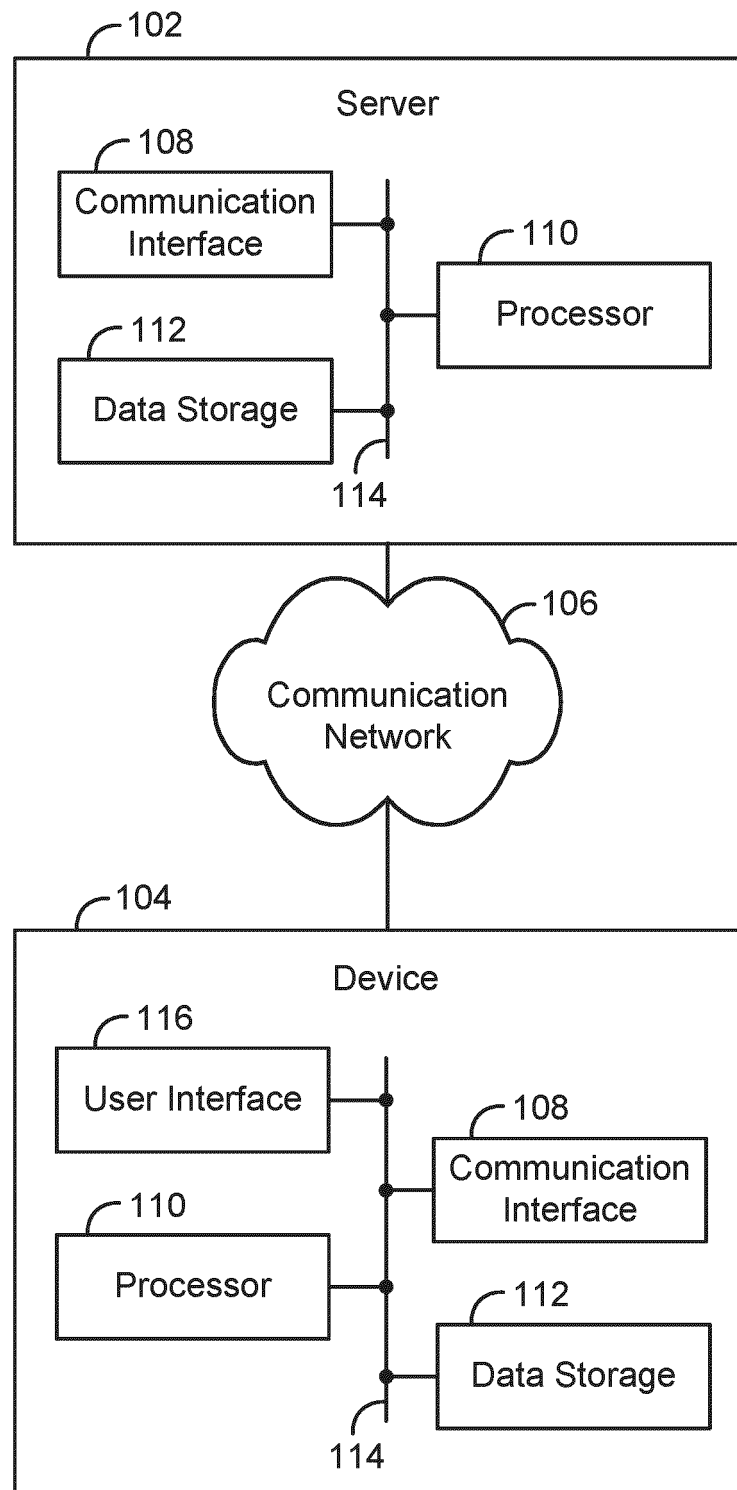 102
Server
108
Communication
Interface
110
Processor
112
Data Storage
114
106
Communication
Network
104
Device
116
User Interface
108
Communication
Interface
110
Processor
112
Data Storage
114